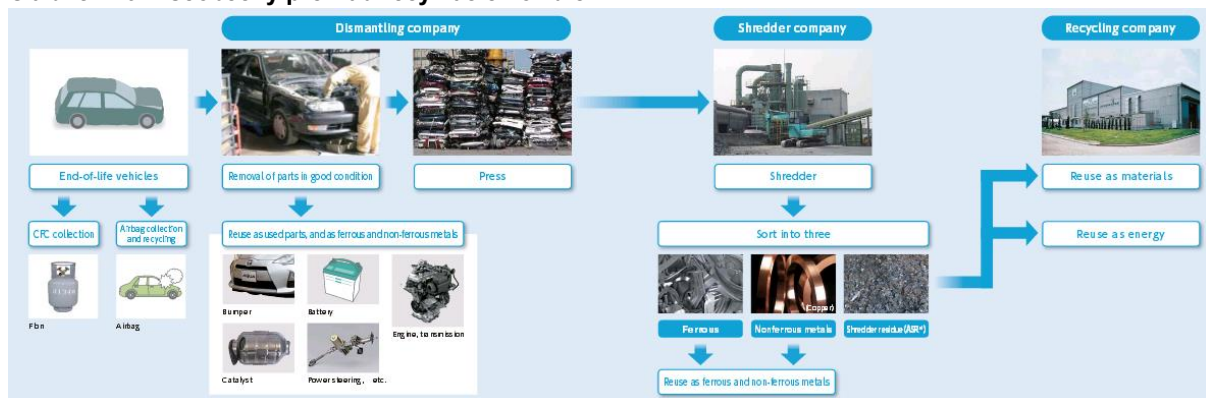 Dismantling company
Shredder company
Recycling company
End-of-life vehicles
Removal of parts in good condition
Press
Shredder
Reuse as materials
CFC collection
Airbag collection
and recycling
Reuse as used parts, and as ferrous and non-ferrous metals
Sort into three
Reuse as energy
(Copper)
Bumper
Battery
Engine, transmission
Airbag
Ferrous
Nonferrous metals
Shredder residue (ASR*)
Catalyst
Power steering, etc.
Reuse as ferrous and non-ferrous metals